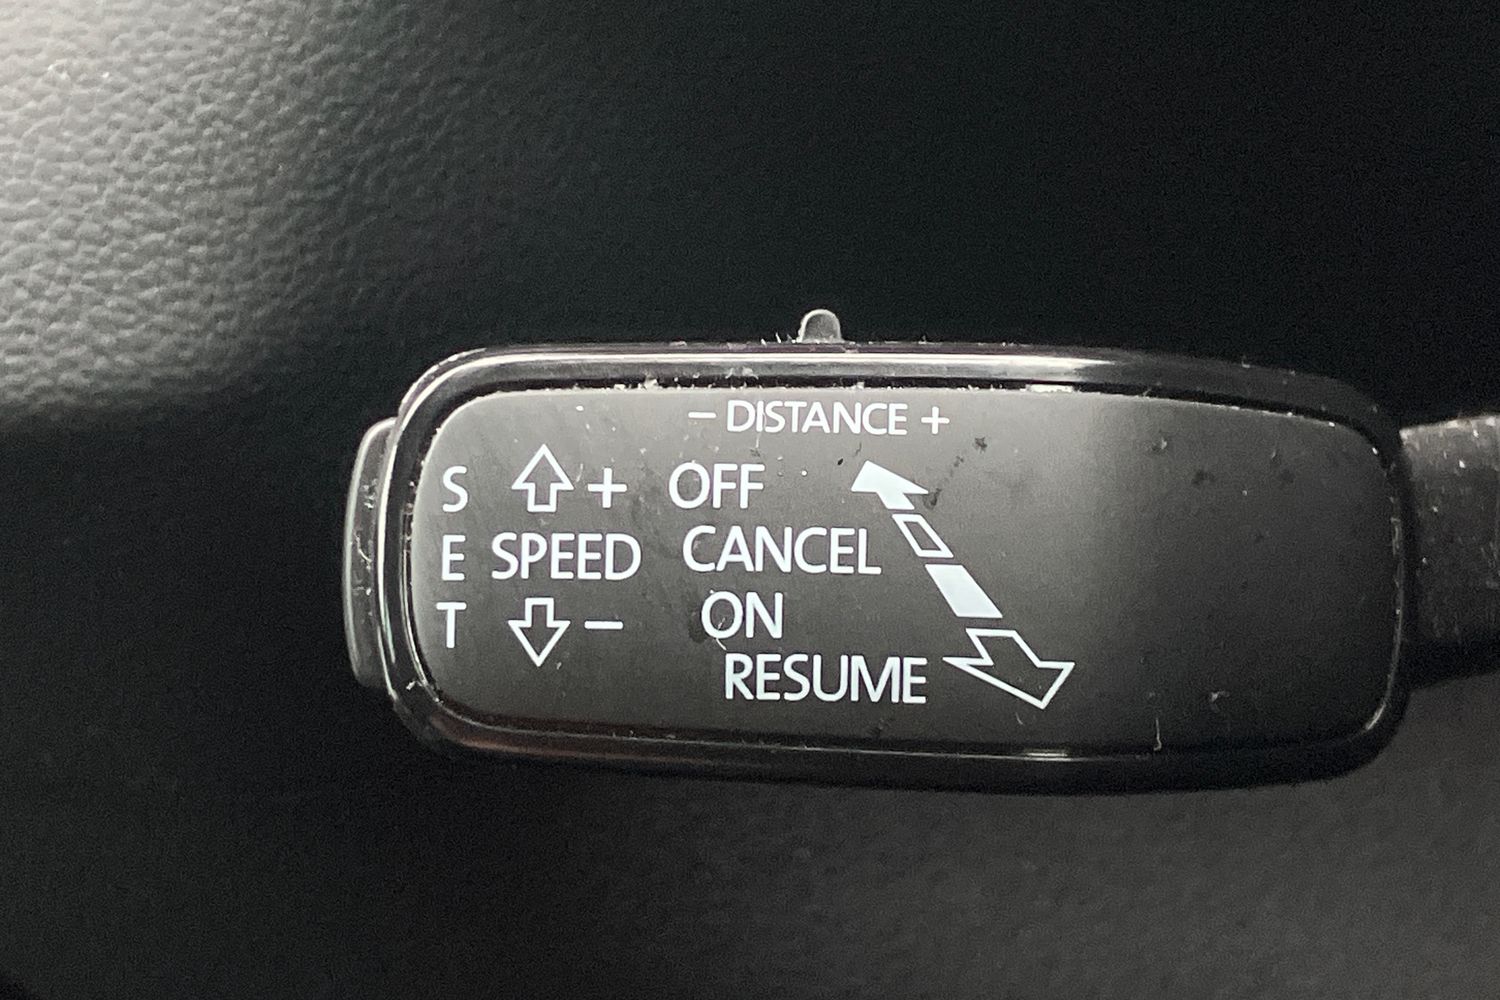 − DISTANCE +
S + OFF
E SPEED CANCEL
T − ON
RESUME